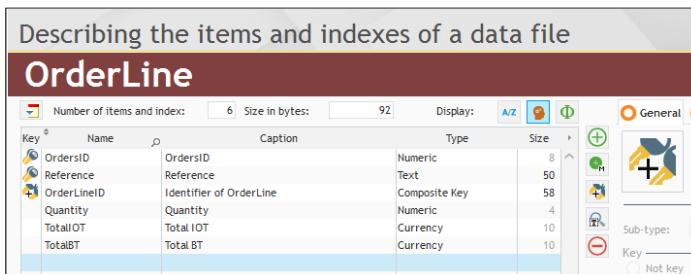 Describing the items and indexes of a data file
OrderLine
Number of items and index: 6 Size in bytes: 92 Display: A/Z Φ General
Key Name Caption Type Size
OrdersID OrdersID Numeric 8
Reference Reference Text 50
OrderLineID Identifier of OrderLine Composite Key 58
Quantity Quantity Numeric 4
TotalIOT Total IOT Currency 10
TotalBT Total BT Currency 10
Sub-type:
Key
Not key